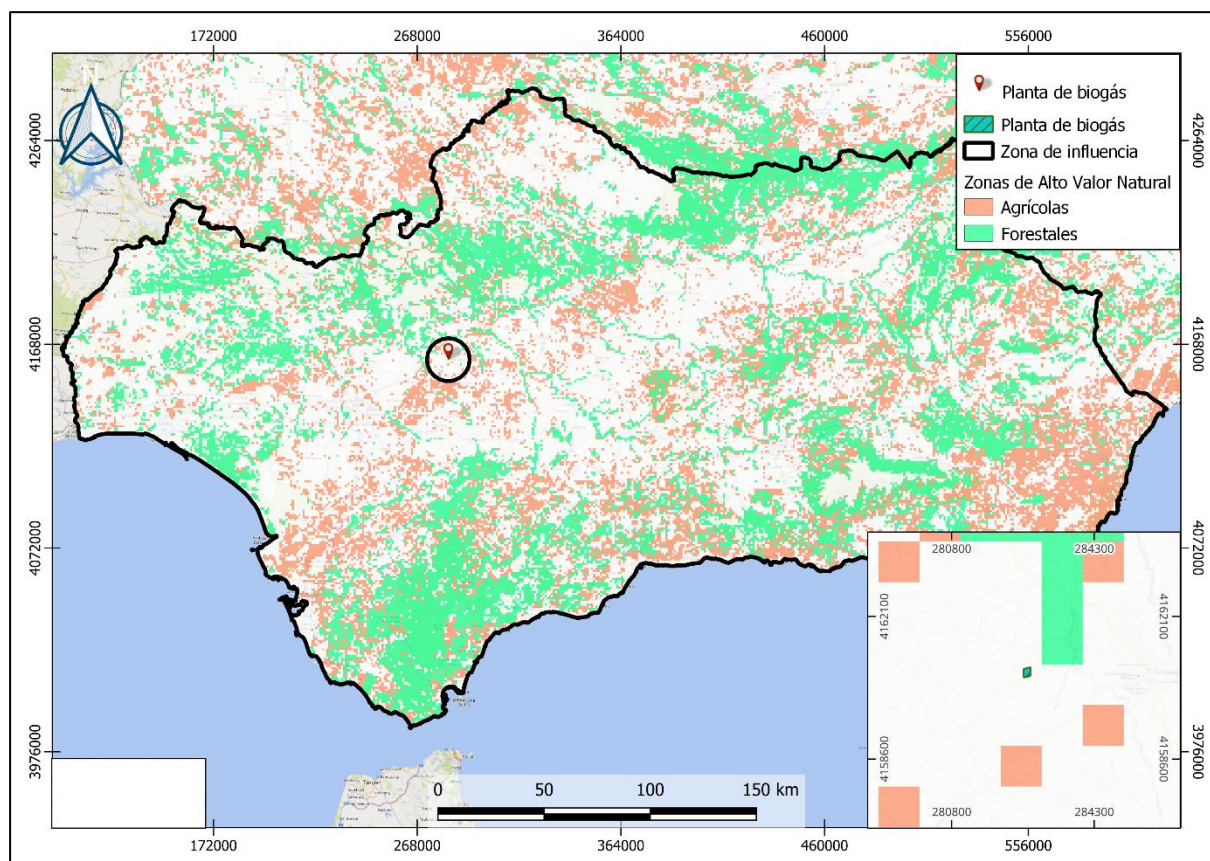 172000 268000 364000 460000 556000
N
Planta de biogás
Planta de biogás
Zona de influencia
Zonas de Alto Valor Natural
Agrícolas
Forestales
4264000 4264000
4168000 4168000
4072000 4072000
3976000 3976000
280800 284300
4162100 4162100
4158600 4158600
280800 284300
0 50 100 150 km
172000 268000 364000 460000 556000